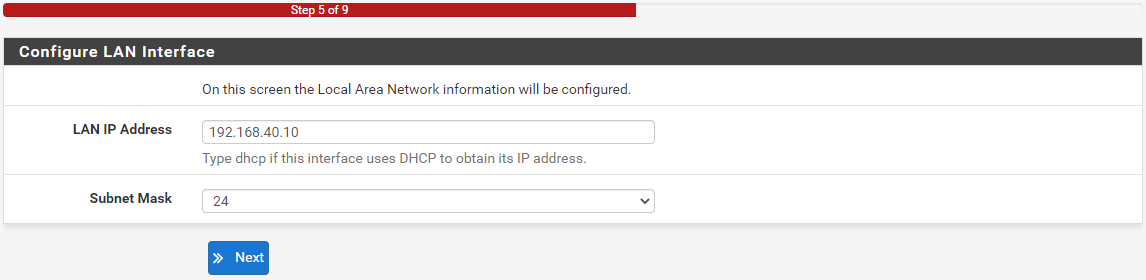 Step 5 of 9
Configure LAN Interface
On this screen the Local Area Network information will be configured.
LAN IP Address
192.168.40.10
Type dhcp if this interface uses DHCP to obtain its IP address.
Subnet Mask
24
Next